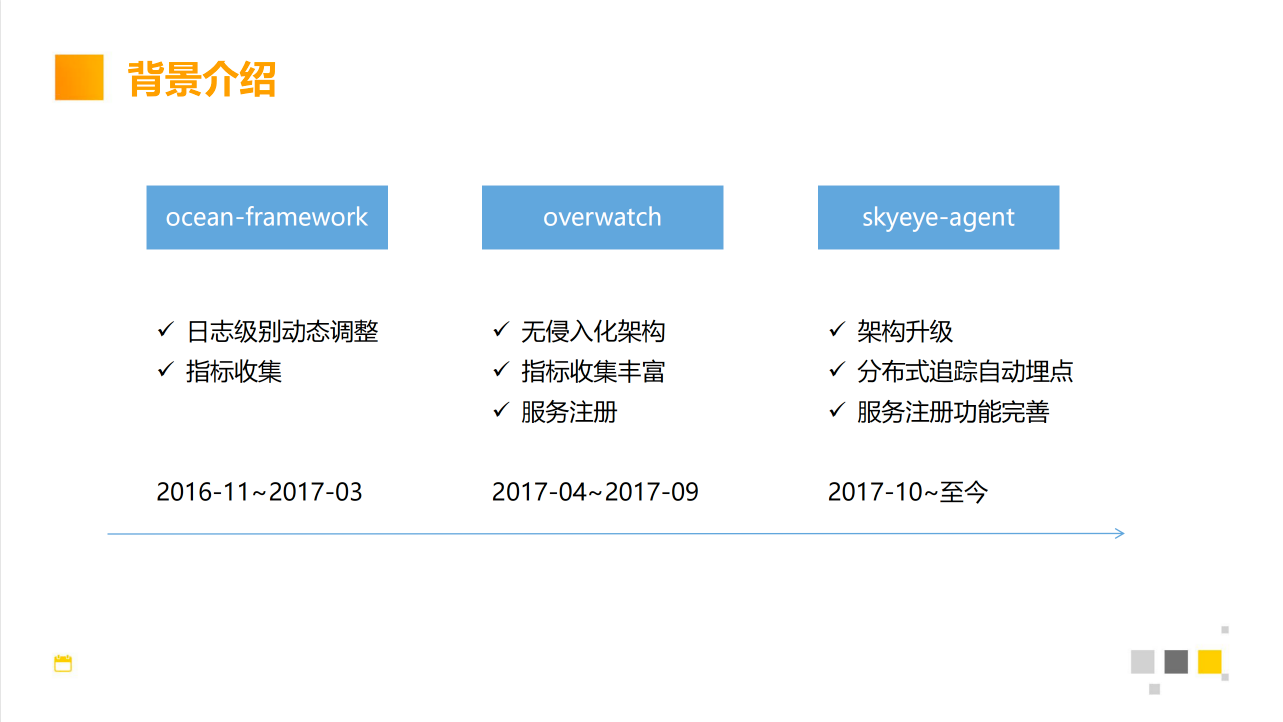 背景介绍
ocean-framework
overwatch
skyeye-agent
✓ 日志级别动态调整
✓ 指标收集
✓ 无侵入化架构
✓ 指标收集丰富
✓ 服务注册
✓ 架构升级
✓ 分布式追踪自动埋点
✓ 服务注册功能完善
2016-11~2017-03
2017-04~2017-09
2017-10~至今